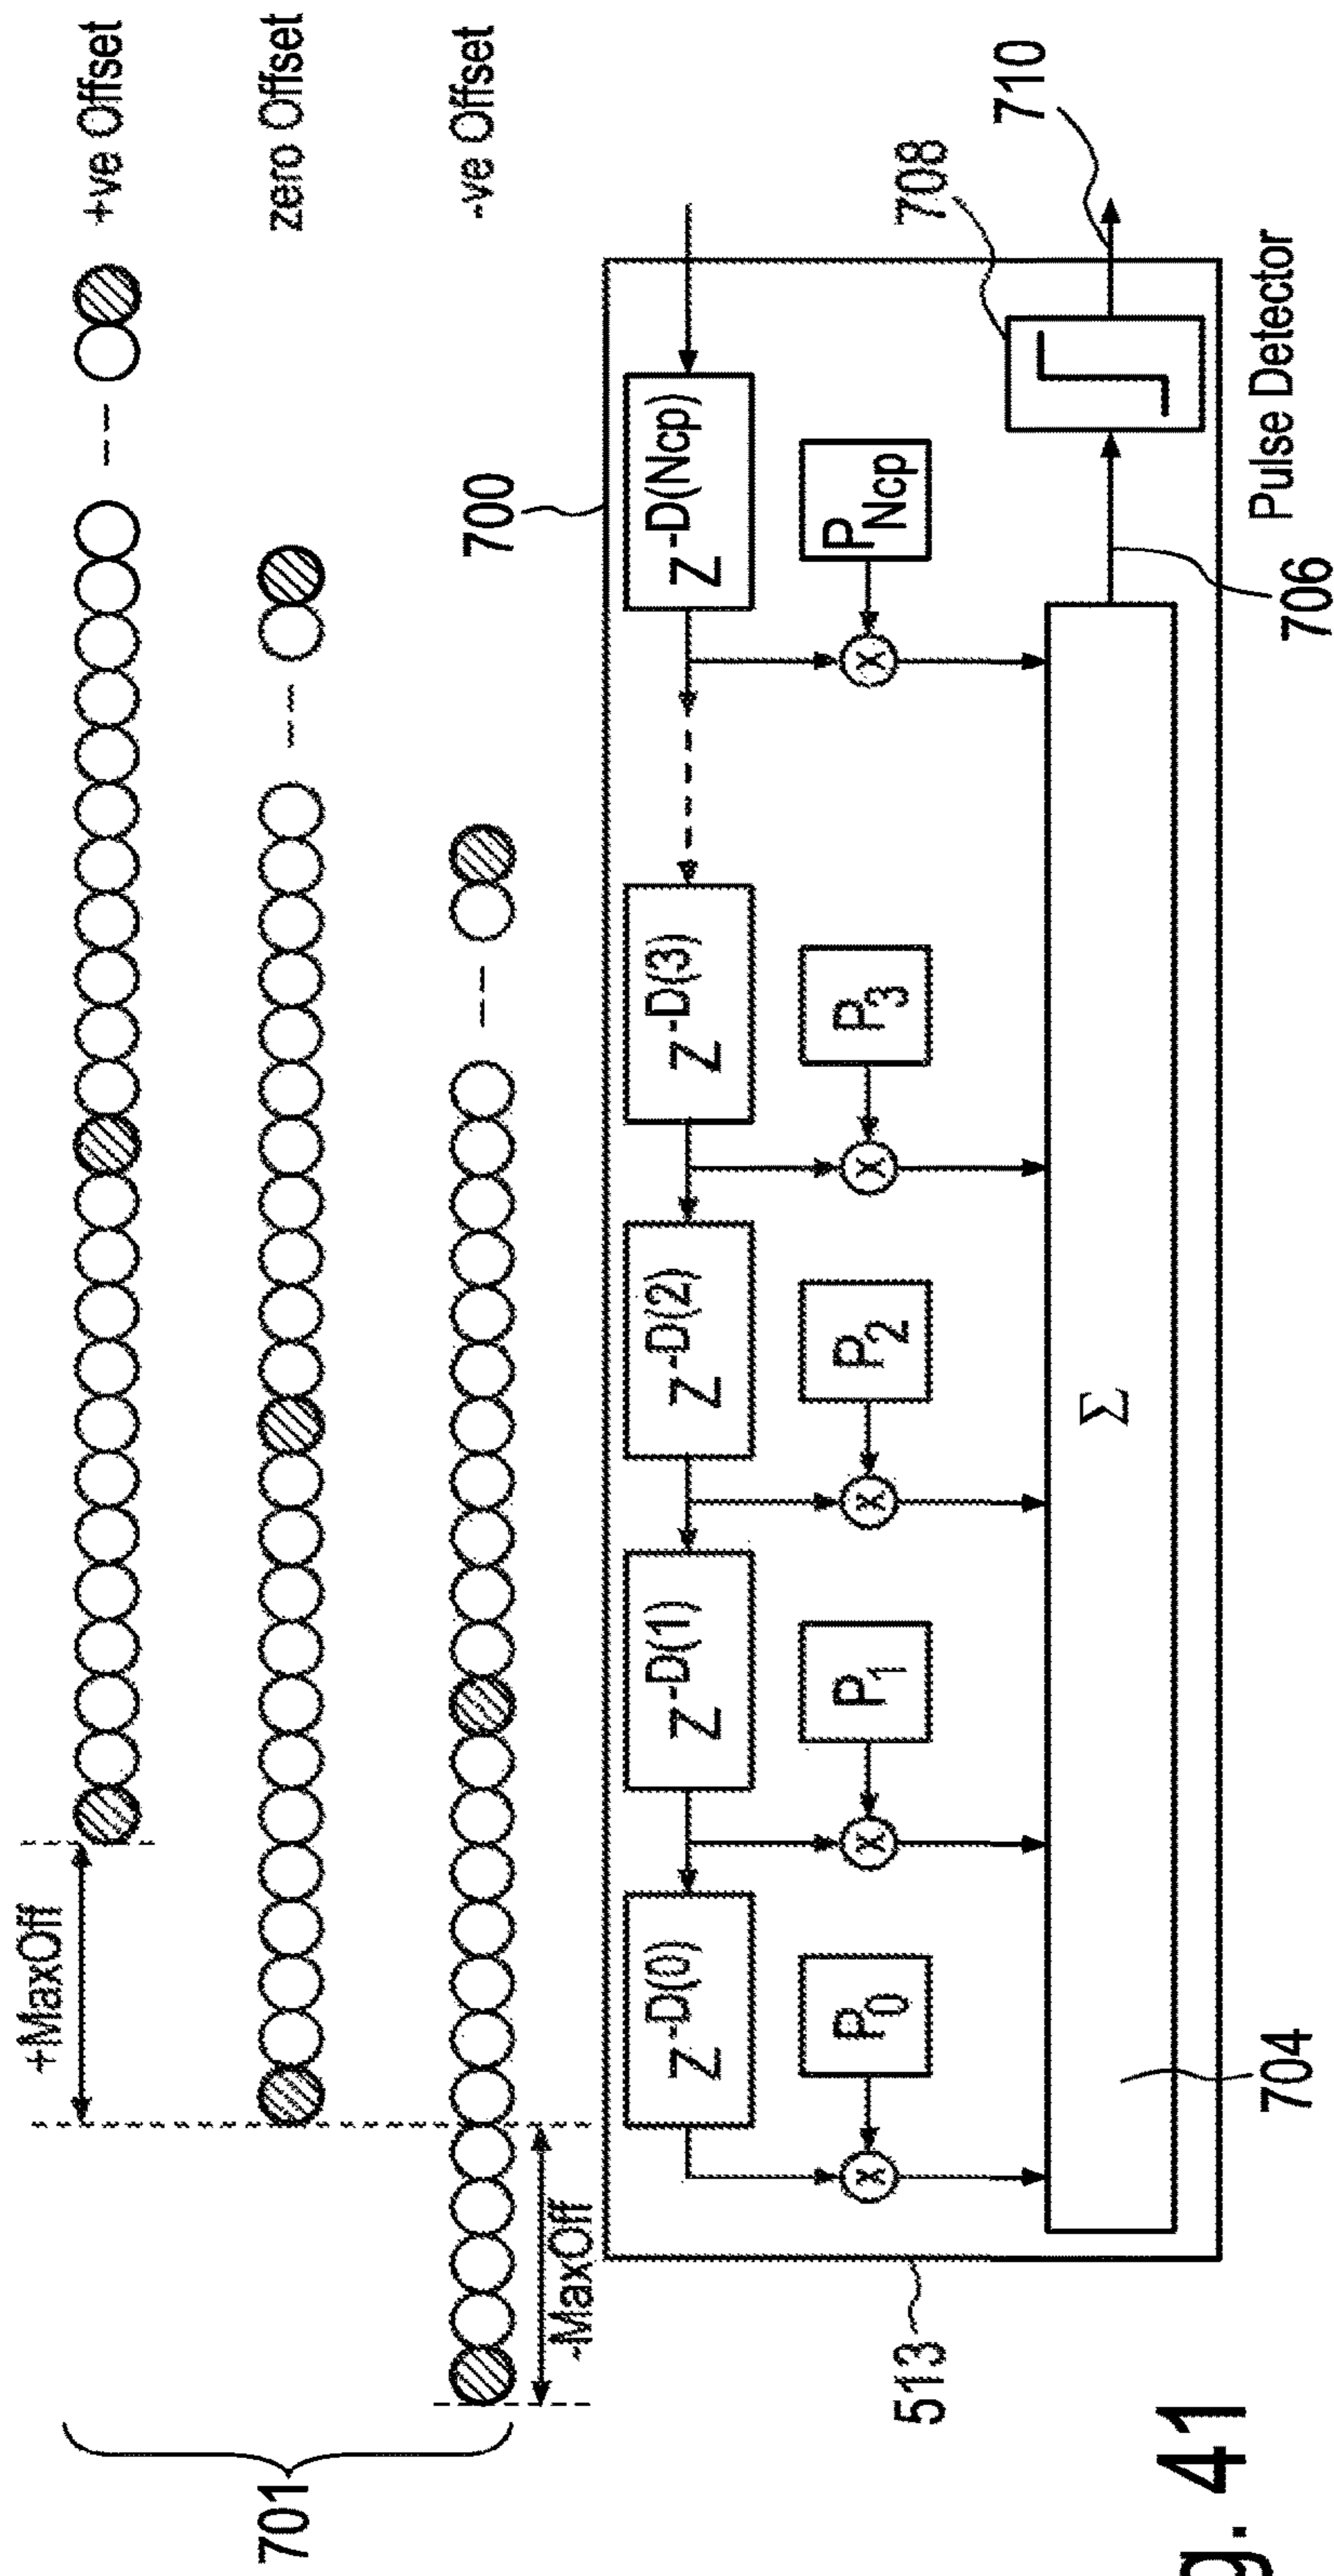 701
+MaxOff
+ve Offset
zero Offset
-ve Offset
-MaxOff
700
Z-D(0)
Z-D(1)
Z-D(2)
Z-D(3)
Z-D(Ncp)
P0
P1
P2
P3
PNcp
x
x
x
x
x
708
710
Σ
513
704
706
Pulse Detector
g. 41